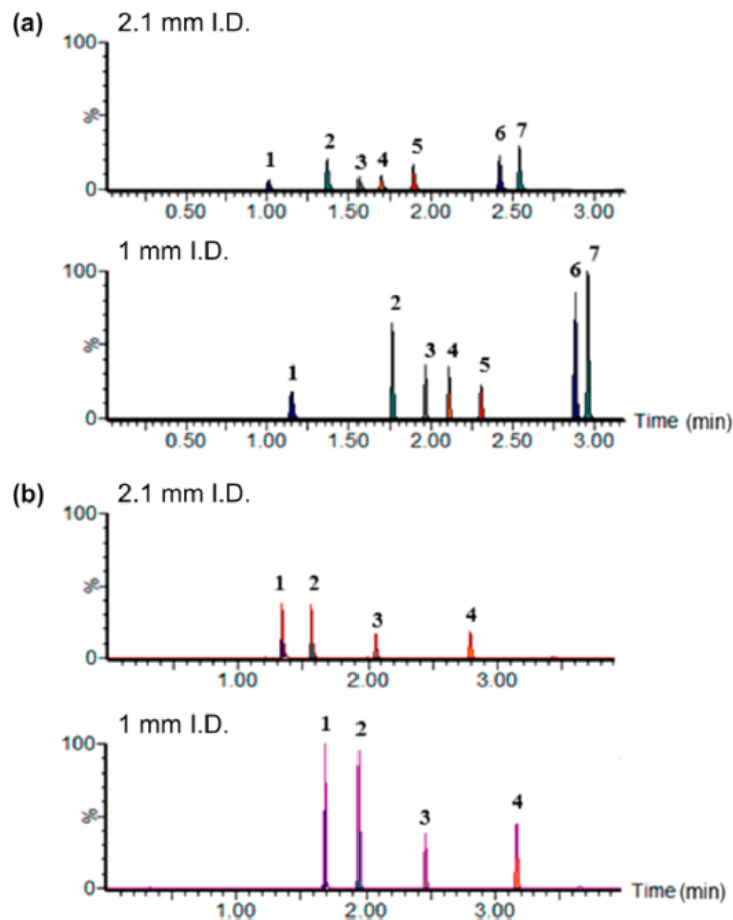 (a) 2.1 mm I.D.
100
%
0
1 2 3 4 5 6 7
0.50 1.00 1.50 2.00 2.50 3.00
1 mm I.D.
100
%
0
1 2 3 4 5 6 7
0.50 1.00 1.50 2.00 2.50 3.00 Time (min)
(b) 2.1 mm I.D.
100
%
0
1 2 3 4
1.00 2.00 3.00
1 mm I.D.
100
%
0
1 2 3 4
1.00 2.00 3.00 Time (min)